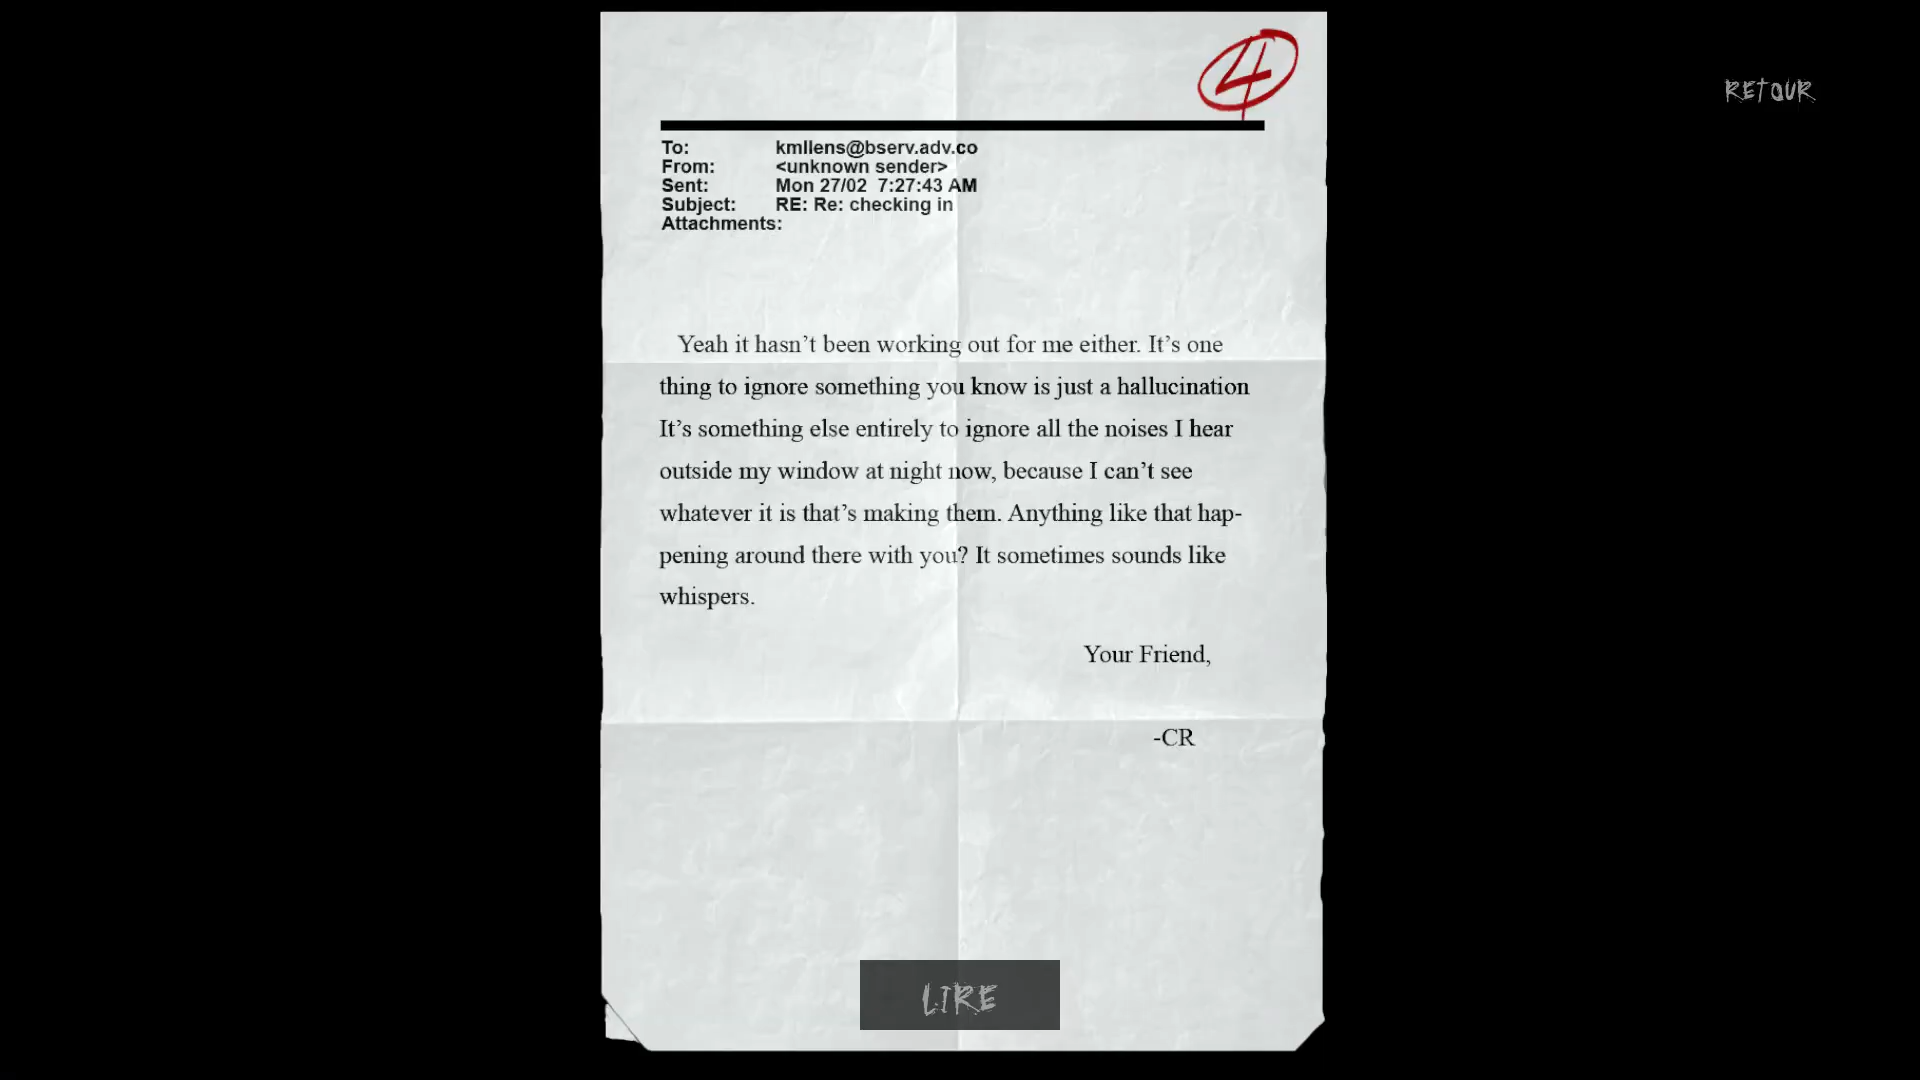 4
RETOUR
To: kmllens@bserv.adv.co
From: <unknown sender>
Sent: Mon 27/02 7:27:43 AM
Subject: RE: Re: checking in
Attachments:
Yeah it hasn’t been working out for me either. It’s one
thing to ignore something you know is just a hallucination
It’s something else entirely to ignore all the noises I hear
outside my window at night now, because I can’t see
whatever it is that’s making them. Anything like that hap-
pening around there with you? It sometimes sounds like
whispers.
Your Friend,
-CR
LIRE